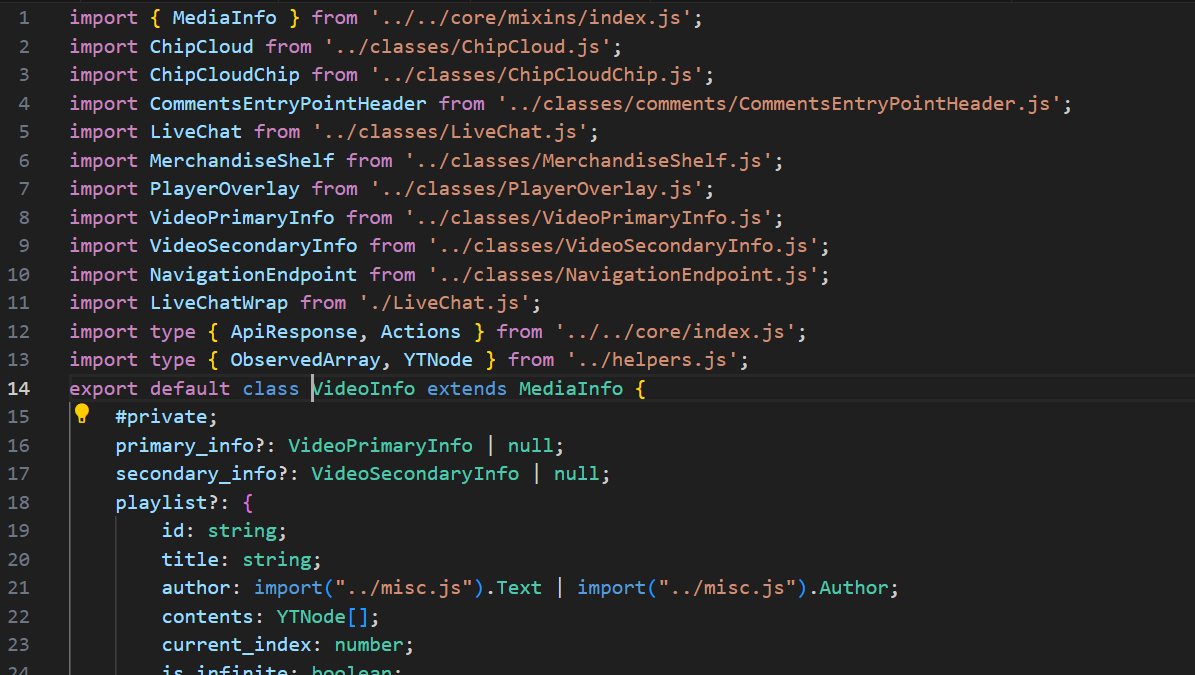 1 import { MediaInfo } from '../../core/mixins/index.js';
2 import ChipCloud from '../classes/ChipCloud.js';
3 import ChipCloudChip from '../classes/ChipCloudChip.js';
4 import CommentsEntryPointHeader from '../classes/comments/CommentsEntryPointHeader.js';
5 import LiveChat from '../classes/LiveChat.js';
6 import MerchandiseShelf from '../classes/MerchandiseShelf.js';
7 import PlayerOverlay from '../classes/PlayerOverlay.js';
8 import VideoPrimaryInfo from '../classes/VideoPrimaryInfo.js';
9 import VideoSecondaryInfo from '../classes/VideoSecondaryInfo.js';
10 import NavigationEndpoint from '../classes/NavigationEndpoint.js';
11 import LiveChatWrap from './LiveChat.js';
12 import type { ApiResponse, Actions } from '../../core/index.js';
13 import type { ObservedArray, YTNode } from '../helpers.js';
14 export default class VideoInfo extends MediaInfo {
15     #private;
16     primary_info?: VideoPrimaryInfo | null;
17     secondary_info?: VideoSecondaryInfo | null;
18     playlist?: {
19         id: string;
20         title: string;
21         author: import("../misc.js").Text | import("../misc.js").Author;
22         contents: YTNode[];
23         current_index: number;
24         is_infinite: boolean;